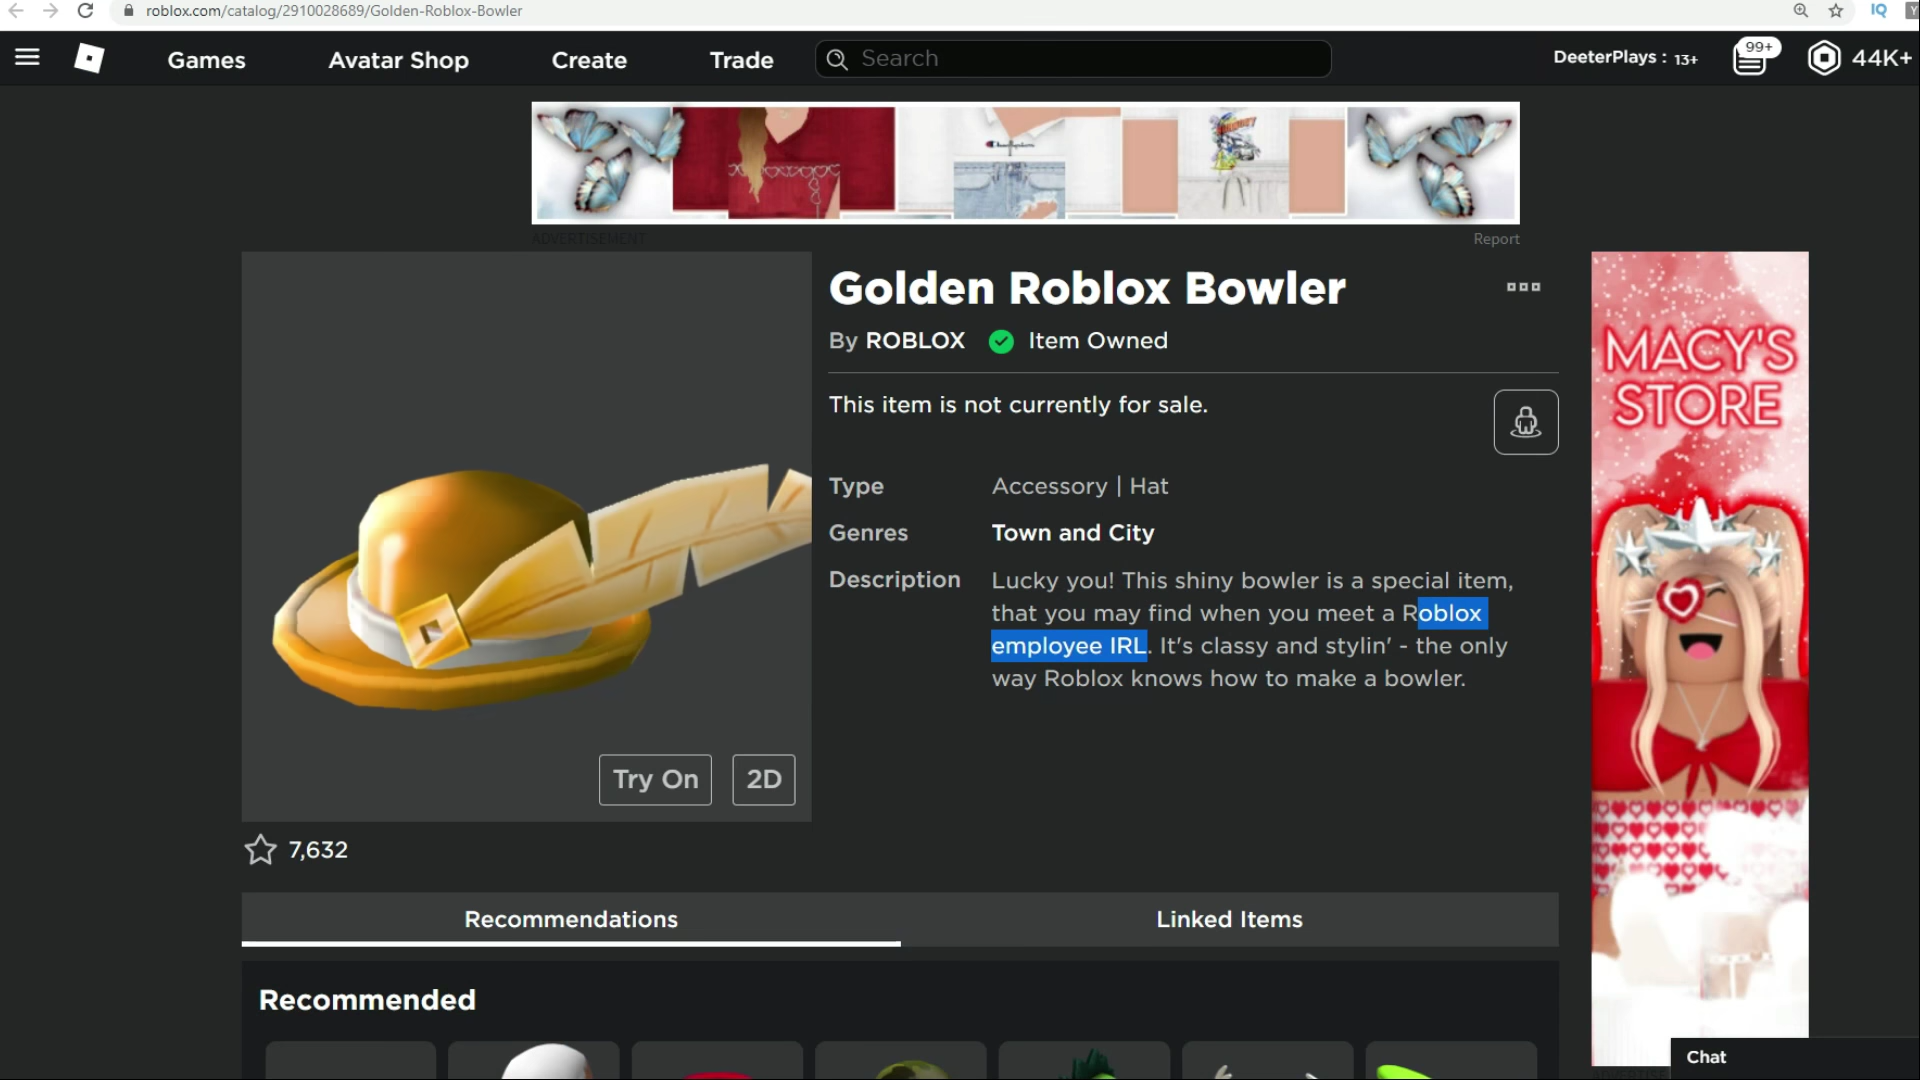 roblox.com/catalog/2910028689/Golden-Roblox-Bowler
IQ
Games
Avatar Shop
Create
Trade
Search
DeeterPlays : 13+
99+
44K+
Champion
ADVERTISEMENT
Report
Golden Roblox Bowler
By ROBLOX
Item Owned
This item is not currently for sale.
Type
Accessory | Hat
Genres
Town and City
Description
Lucky you! This shiny bowler is a special item,
that you may find when you meet a Roblox
employee IRL. It's classy and stylin' - the only
way Roblox knows how to make a bowler.
Try On
2D
7,632
Recommendations
Linked Items
Recommended
MACY'S
STORE
Chat